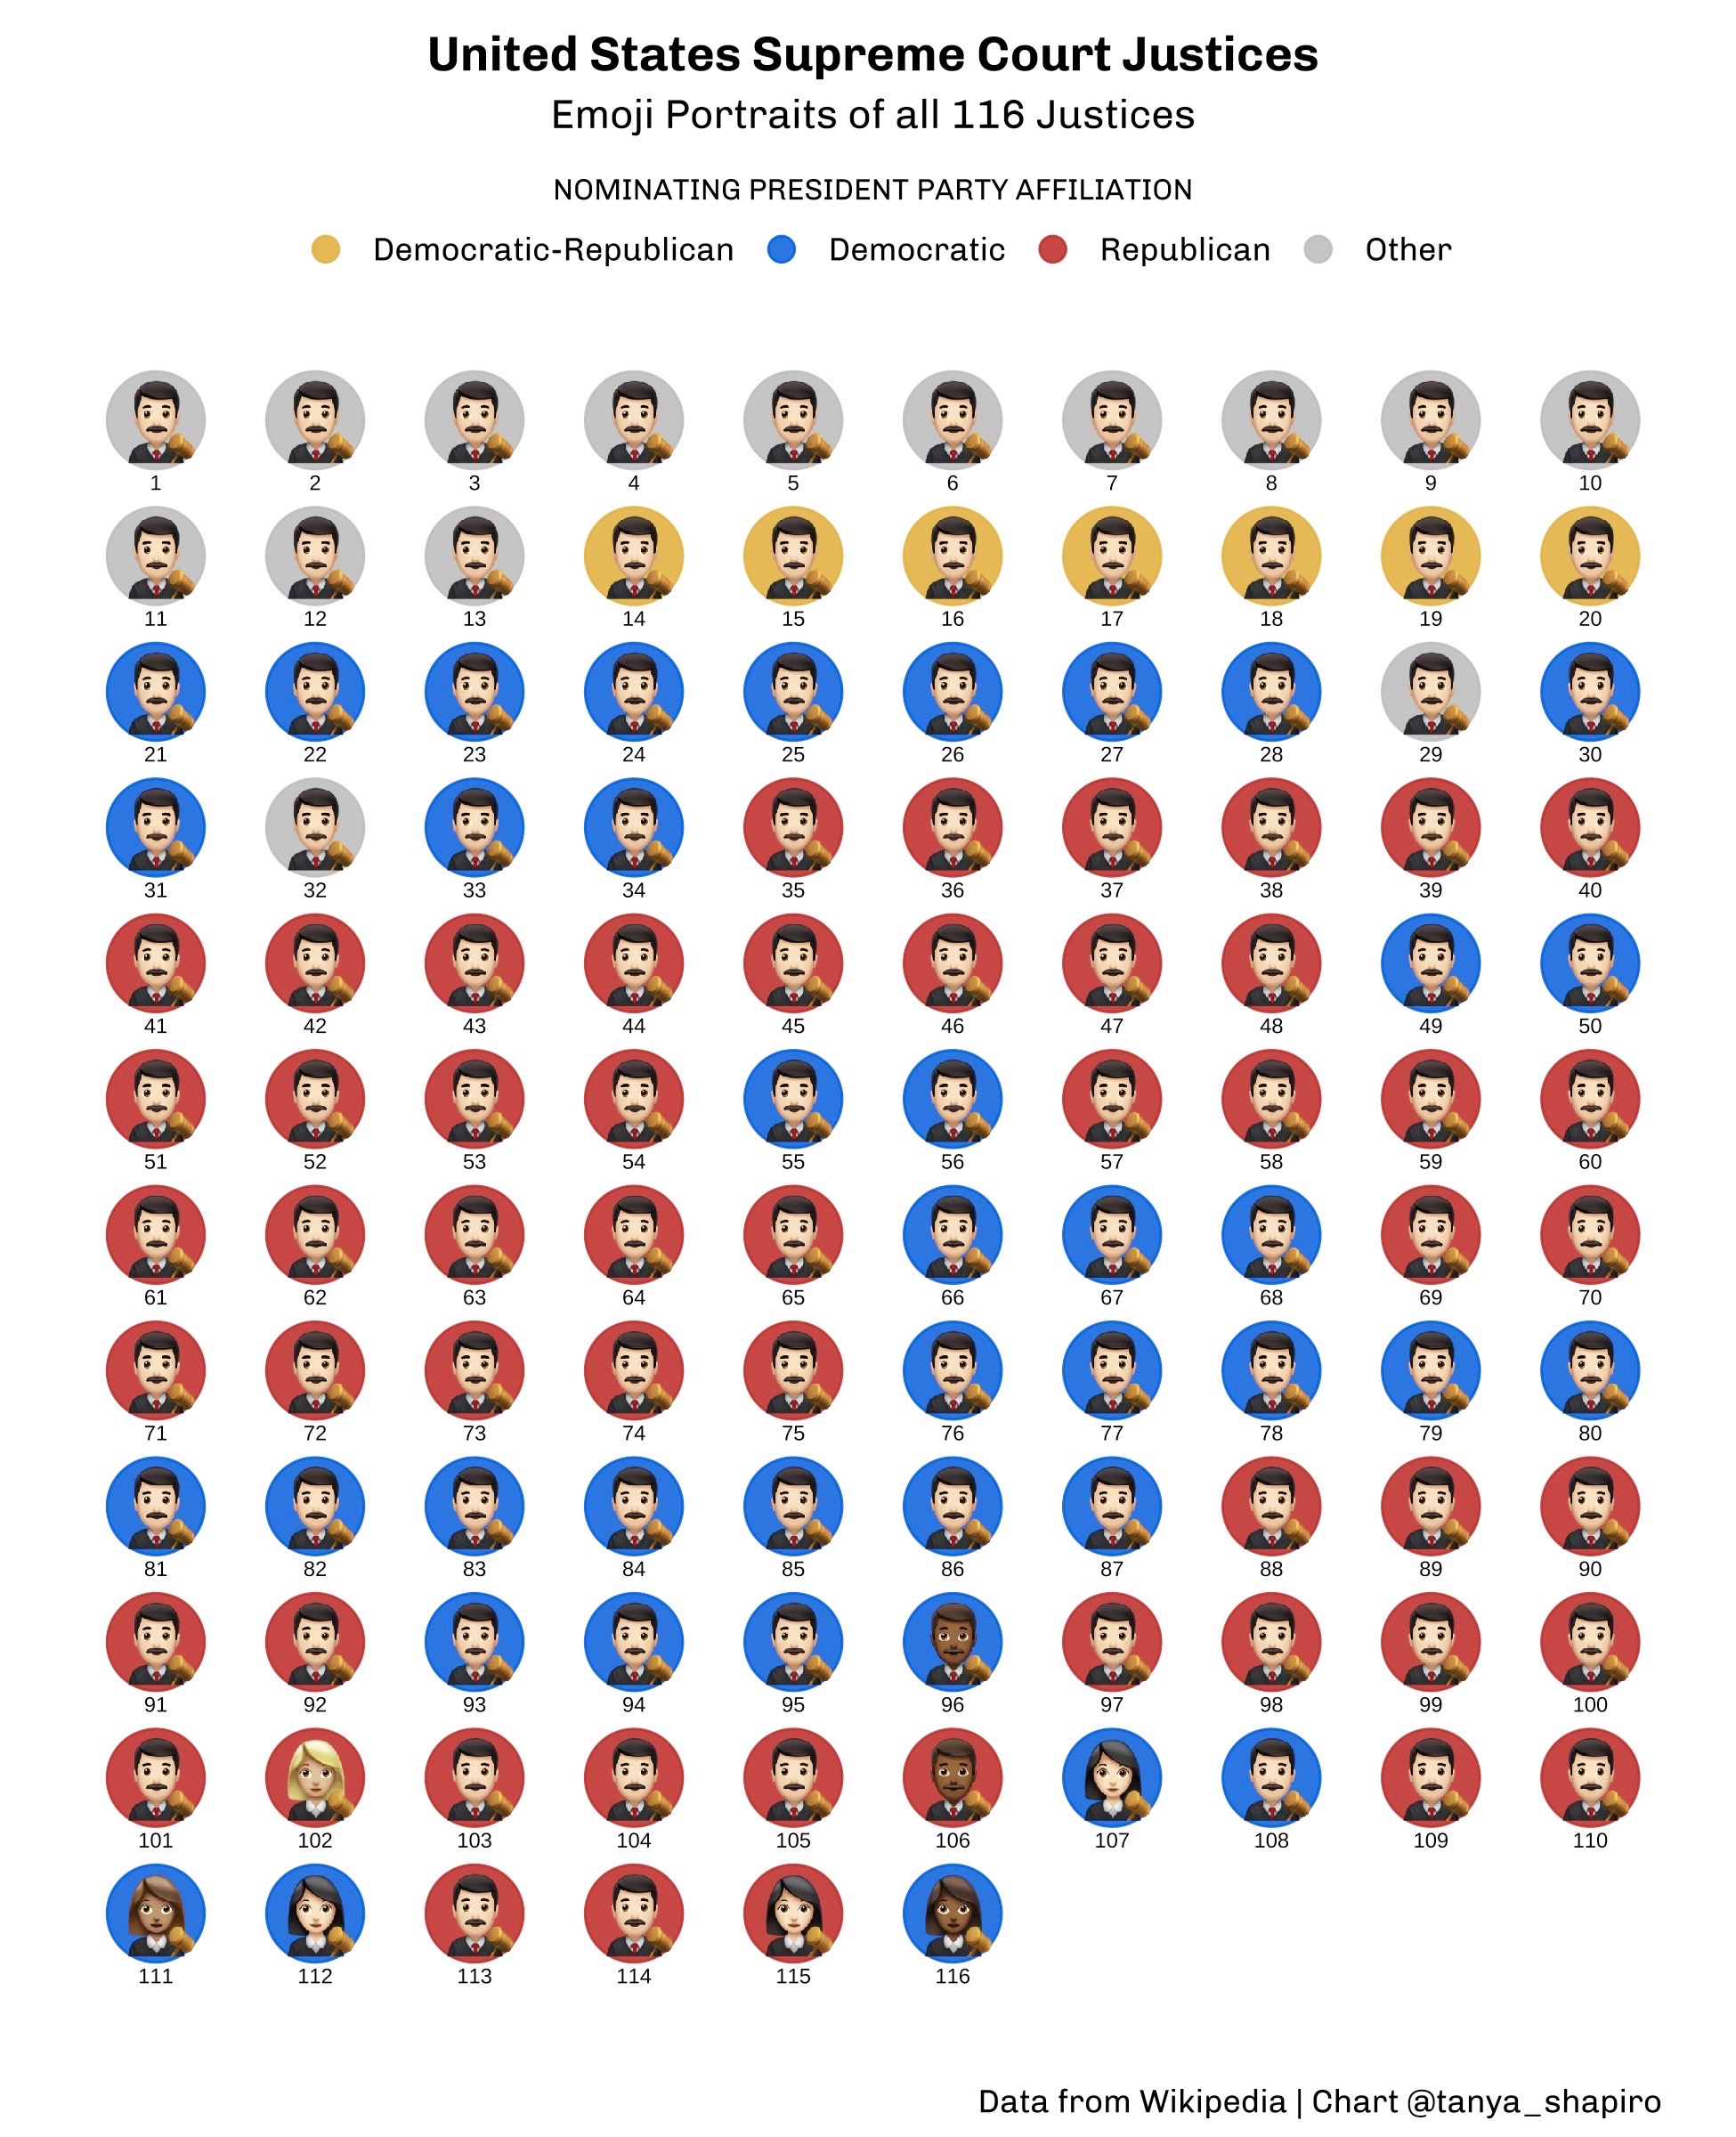 United States Supreme Court Justices
Emoji Portraits of all 116 Justices
NOMINATING PRESIDENT PARTY AFFILIATION
Democratic-Republican Democratic Republican Other
1 2 3 4 5 6 7 8 9 10
11 12 13 14 15 16 17 18 19 20
21 22 23 24 25 26 27 28 29 30
31 32 33 34 35 36 37 38 39 40
41 42 43 44 45 46 47 48 49 50
51 52 53 54 55 56 57 58 59 60
61 62 63 64 65 66 67 68 69 70
71 72 73 74 75 76 77 78 79 80
81 82 83 84 85 86 87 88 89 90
91 92 93 94 95 96 97 98 99 100
101 102 103 104 105 106 107 108 109 110
111 112 113 114 115 116
Data from Wikipedia | Chart @tanya_shapiro